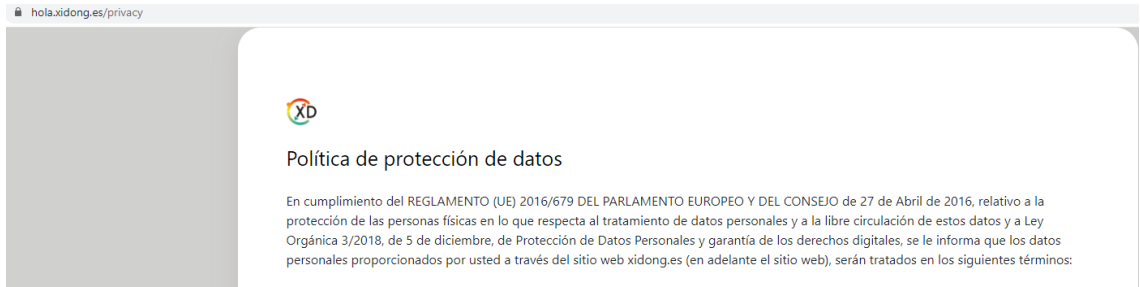 hola.xidong.es/privacy
XD
Política de protección de datos
En cumplimiento del REGLAMENTO (UE) 2016/679 DEL PARLAMENTO EUROPEO Y DEL CONSEJO de 27 de Abril de 2016, relativo a la
protección de las personas físicas en lo que respecta al tratamiento de datos personales y a la libre circulación de estos datos y a Ley
Orgánica 3/2018, de 5 de diciembre, de Protección de Datos Personales y garantía de los derechos digitales, se le informa que los datos
personales proporcionados por usted a través del sitio web xidong.es (en adelante el sitio web), serán tratados en los siguientes términos: